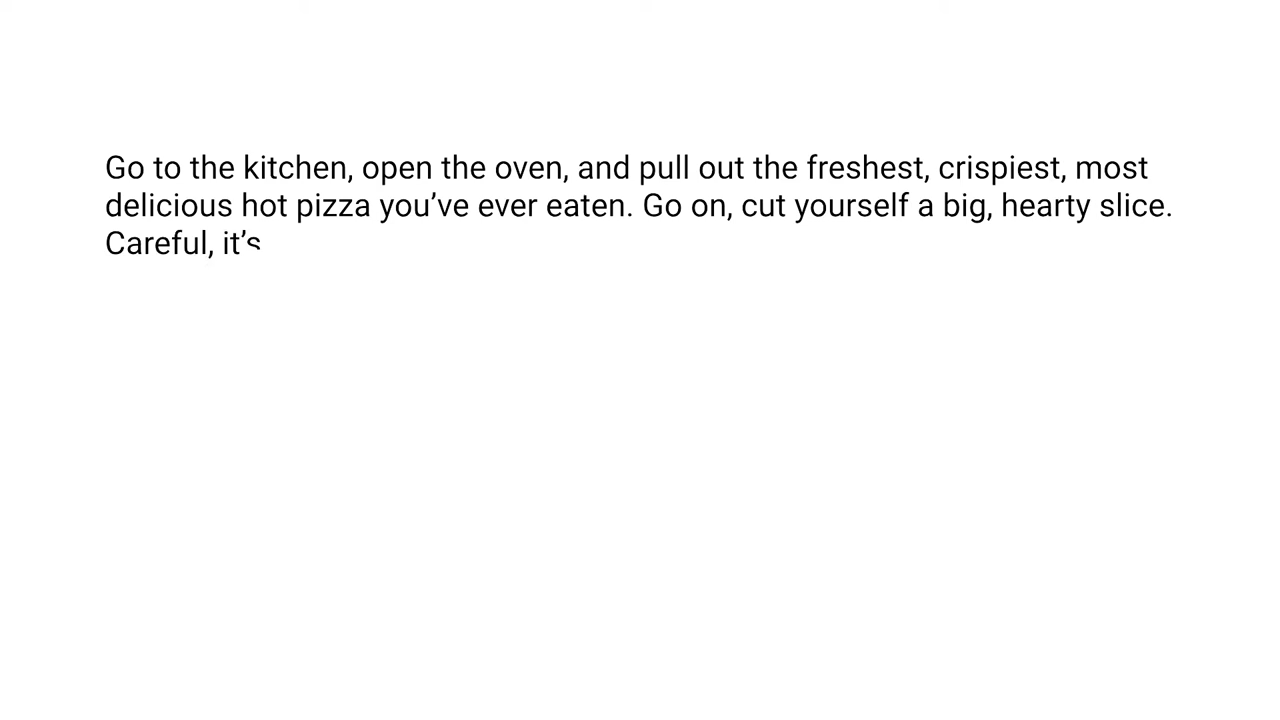 Go to the kitchen, open the oven, and pull out the freshest, crispiest, most
delicious hot pizza you’ve ever eaten. Go on, cut yourself a big, hearty slice.
Careful, it’s